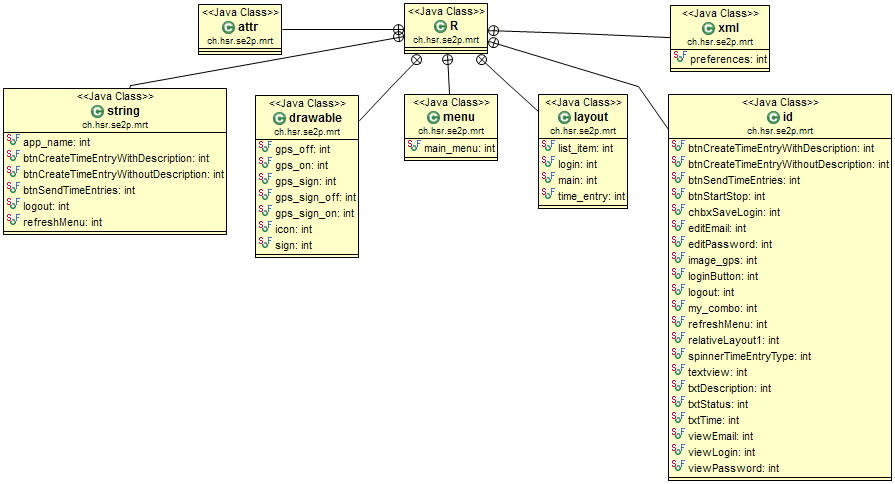 <<Java Class>>
attr
ch.hsr.se2p.mrt
<<Java Class>>
R
ch.hsr.se2p.mrt
<<Java Class>>
xml
ch.hsr.se2p.mrt
preferences: int
<<Java Class>>
string
ch.hsr.se2p.mrt
app_name: int
btnCreateTimeEntryWithDescription: int
btnCreateTimeEntryWithoutDescription: int
btnSendTimeEntries: int
logout: int
refreshMenu: int
<<Java Class>>
drawable
ch.hsr.se2p.mrt
gps_off: int
gps_on: int
gps_sign: int
gps_sign_off: int
gps_sign_on: int
icon: int
sign: int
<<Java Class>>
menu
ch.hsr.se2p.mrt
main_menu: int
<<Java Class>>
layout
ch.hsr.se2p.mrt
list_item: int
login: int
main: int
time_entry: int
<<Java Class>>
id
ch.hsr.se2p.mrt
btnCreateTimeEntryWithDescription: int
btnCreateTimeEntryWithoutDescription: int
btnSendTimeEntries: int
btnStartStop: int
chbxSaveLogin: int
editEmail: int
editPassword: int
image_gps: int
loginButton: int
logout: int
my_combo: int
refreshMenu: int
relativeLayout1: int
spinnerTimeEntryType: int
textview: int
txtDescription: int
txtStatus: int
txtTime: int
viewEmail: int
viewLogin: int
viewPassword: int